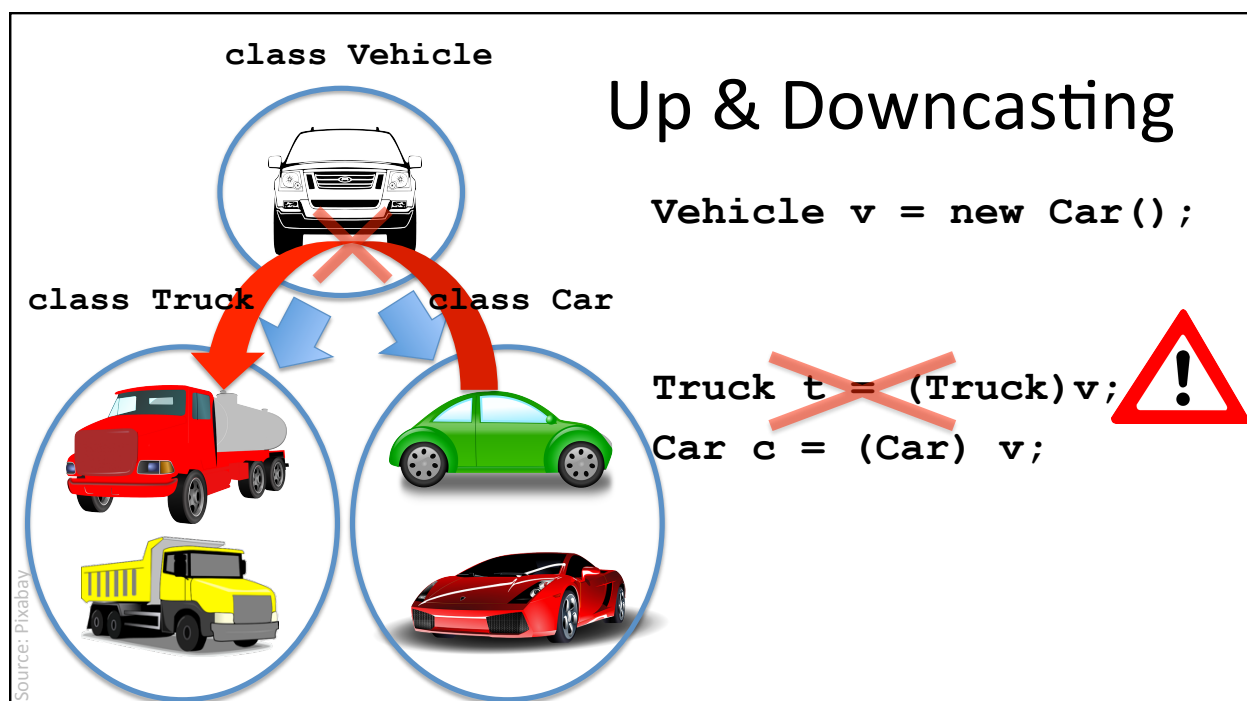 class Vehicle
Up & Downcasting
Vehicle v = new Car();
class Truck
class Car
Truck t = (Truck)v;
Car c = (Car) v;
Source: Pixabay